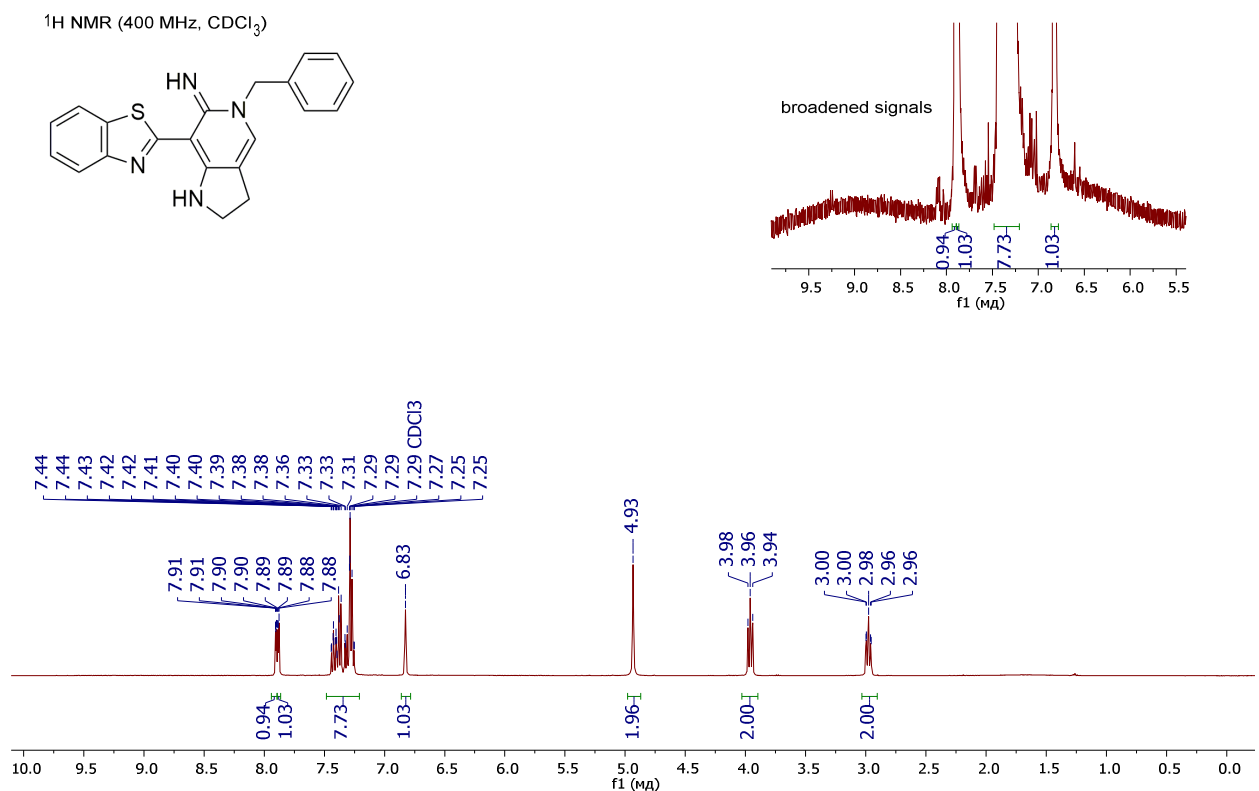 ¹H NMR (400 MHz, CDCl₃)
HN
S
N
N
HN
broadened signals
0.94
1.03
7.73
1.03
9.5 9.0 8.5 8.0 7.5 7.0 6.5 6.0 5.5
f1 (мд)
7.44 7.44 7.43 7.42 7.42 7.41 7.40 7.40 7.39 7.38 7.38 7.36 7.33 7.33 7.31 7.29 7.29 7.29 CDCl3 7.27 7.25 7.25
7.91 7.91 7.90 7.90 7.89 7.89 7.88 7.88
6.83
4.93
3.98 3.96 3.94
3.00 3.00 2.98 2.96 2.96
0.94 1.03 7.73 1.03 1.96 2.00 2.00
10.0 9.5 9.0 8.5 8.0 7.5 7.0 6.5 6.0 5.5 5.0 4.5 4.0 3.5 3.0 2.5 2.0 1.5 1.0 0.5 0.0
f1 (мд)